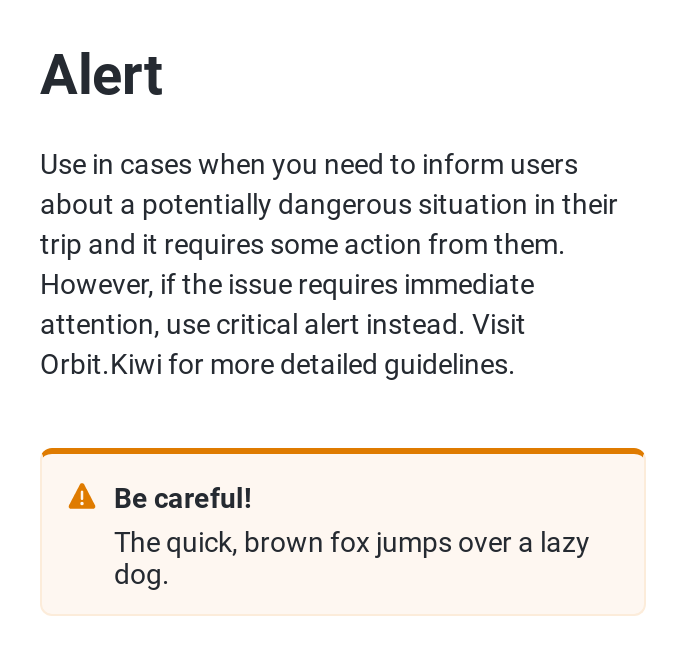 Alert
Use in cases when you need to inform users
about a potentially dangerous situation in their
trip and it requires some action from them.
However, if the issue requires immediate
attention, use critical alert instead. Visit
Orbit.Kiwi for more detailed guidelines.
Be careful!
The quick, brown fox jumps over a lazy
dog.